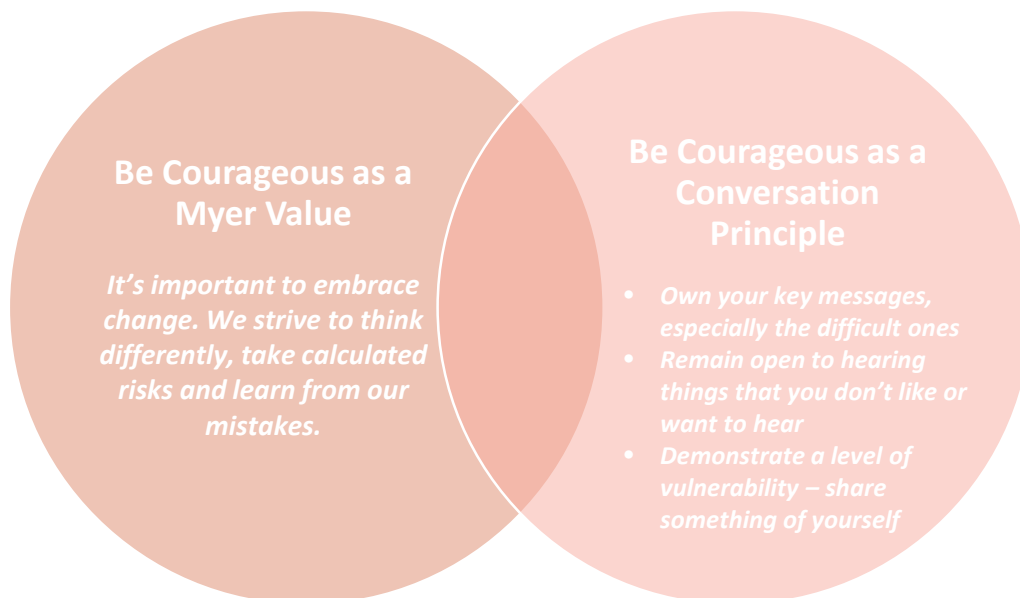 Be Courageous as a
Myer Value
It’s important to embrace
change. We strive to think
differently, take calculated
risks and learn from our
mistakes.
Be Courageous as a
Conversation
Principle
• Own your key messages,
especially the difficult ones
• Remain open to hearing
things that you don’t like or
want to hear
• Demonstrate a level of
vulnerability – share
something of yourself